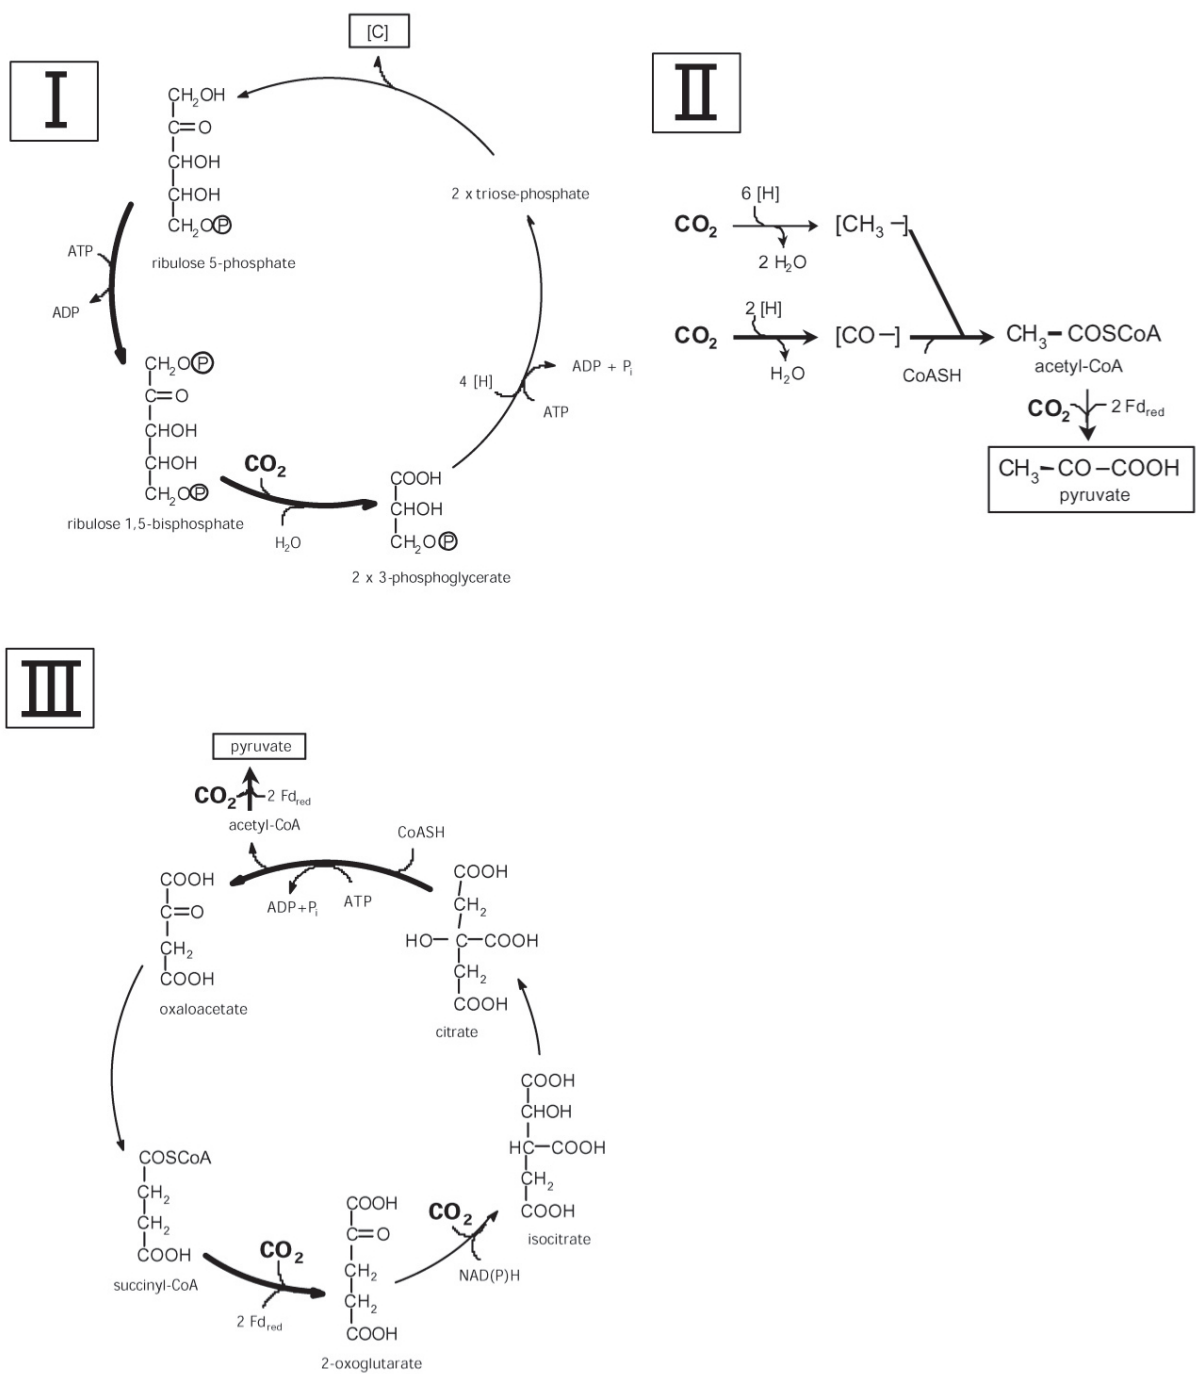 I
[C]
CH2OH
C=O
CHOH
CHOH
CH2OⓅ
ribulose 5-phosphate
ATP
ADP
CH2OⓅ
C=O
CHOH
CHOH
CH2OⓅ
ribulose 1,5-bisphosphate
CO2
H2O
COOH
CHOH
CH2OⓅ
2 x 3-phosphoglycerate
4 [H]
ADP + Pi
ATP
2 x triose-phosphate
II
6 [H]
CO2
[CH3 –]
2 H2O
2 [H]
CO2
[CO–]
H2O
CoASH
CH3–COSCoA
acetyl-CoA
CO2
2 Fdred
CH3–CO–COOH
pyruvate
III
pyruvate
CO2
2 Fdred
acetyl-CoA
CoASH
ADP+Pi
ATP
COOH
C=O
CH2
COOH
oxaloacetate
COOH
CH2
HO–C–COOH
CH2
COOH
citrate
COOH
CHOH
HC–COOH
CH2
COOH
isocitrate
COSCoA
CH2
CH2
COOH
succinyl-CoA
CO2
2 Fdred
COOH
C=O
CH2
CH2
COOH
2-oxoglutarate
CO2
NAD(P)H